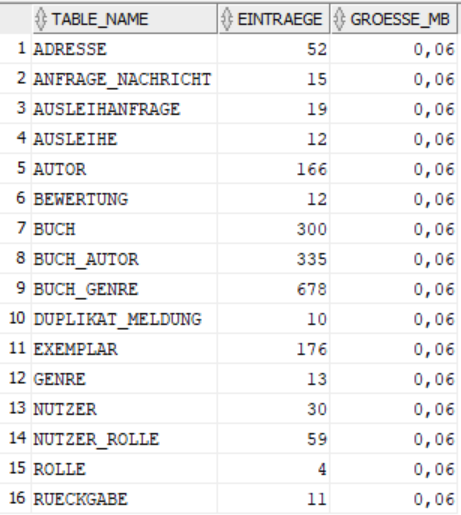 TABLE_NAME EINTRAEGE GROESSE_MB
1 ADRESSE 52 0,06
2 ANFRAGE_NACHRICHT 15 0,06
3 AUSLEIHANFRAGE 19 0,06
4 AUSLEIHE 12 0,06
5 AUTOR 166 0,06
6 BEWERTUNG 12 0,06
7 BUCH 300 0,06
8 BUCH_AUTOR 335 0,06
9 BUCH_GENRE 678 0,06
10 DUPLIKAT_MELDUNG 10 0,06
11 EXEMPLAR 176 0,06
12 GENRE 13 0,06
13 NUTZER 30 0,06
14 NUTZER_ROLLE 59 0,06
15 ROLLE 4 0,06
16 RUECKGABE 11 0,06